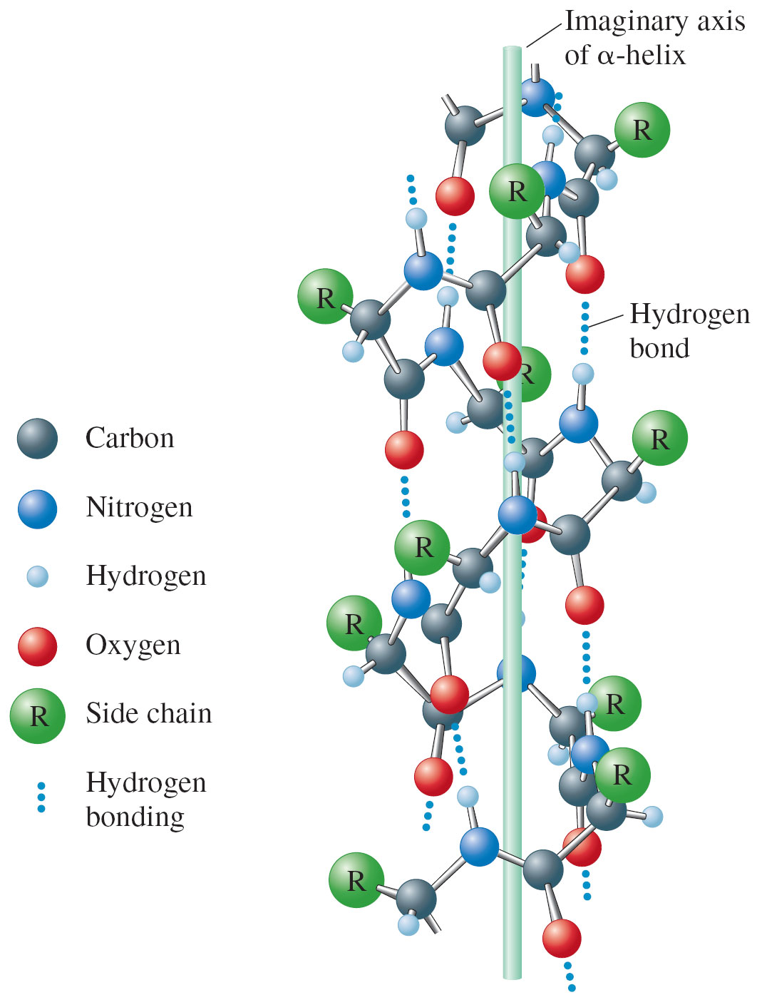 Imaginary axis
of α-helix
R
R
R
Hydrogen
bond
R
R
Carbon
Nitrogen
R
Hydrogen
R
Oxygen
R
R Side chain
R
Hydrogen
bonding
R